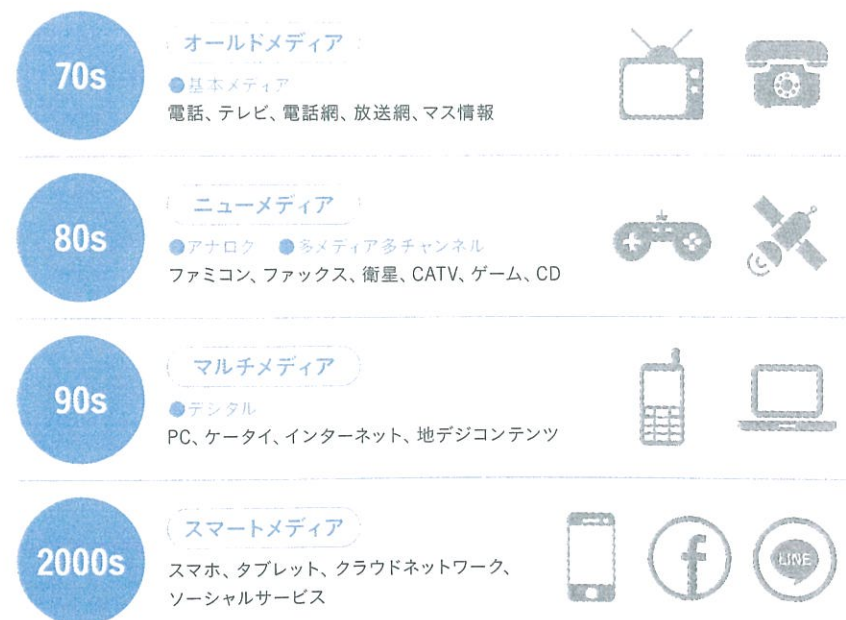 70s
オールドメディア
●基本メディア
電話、テレビ、電話網、放送網、マス情報
80s
ニューメディア
●アナログ ●多メディア多チャンネル
ファミコン、ファックス、衛星、CATV、ゲーム、CD
90s
マルチメディア
●デジタル
PC、ケータイ、インターネット、地デジコンテンツ
2000s
スマートメディア
スマホ、タブレット、クラウドネットワーク、
ソーシャルサービス
f
LINE